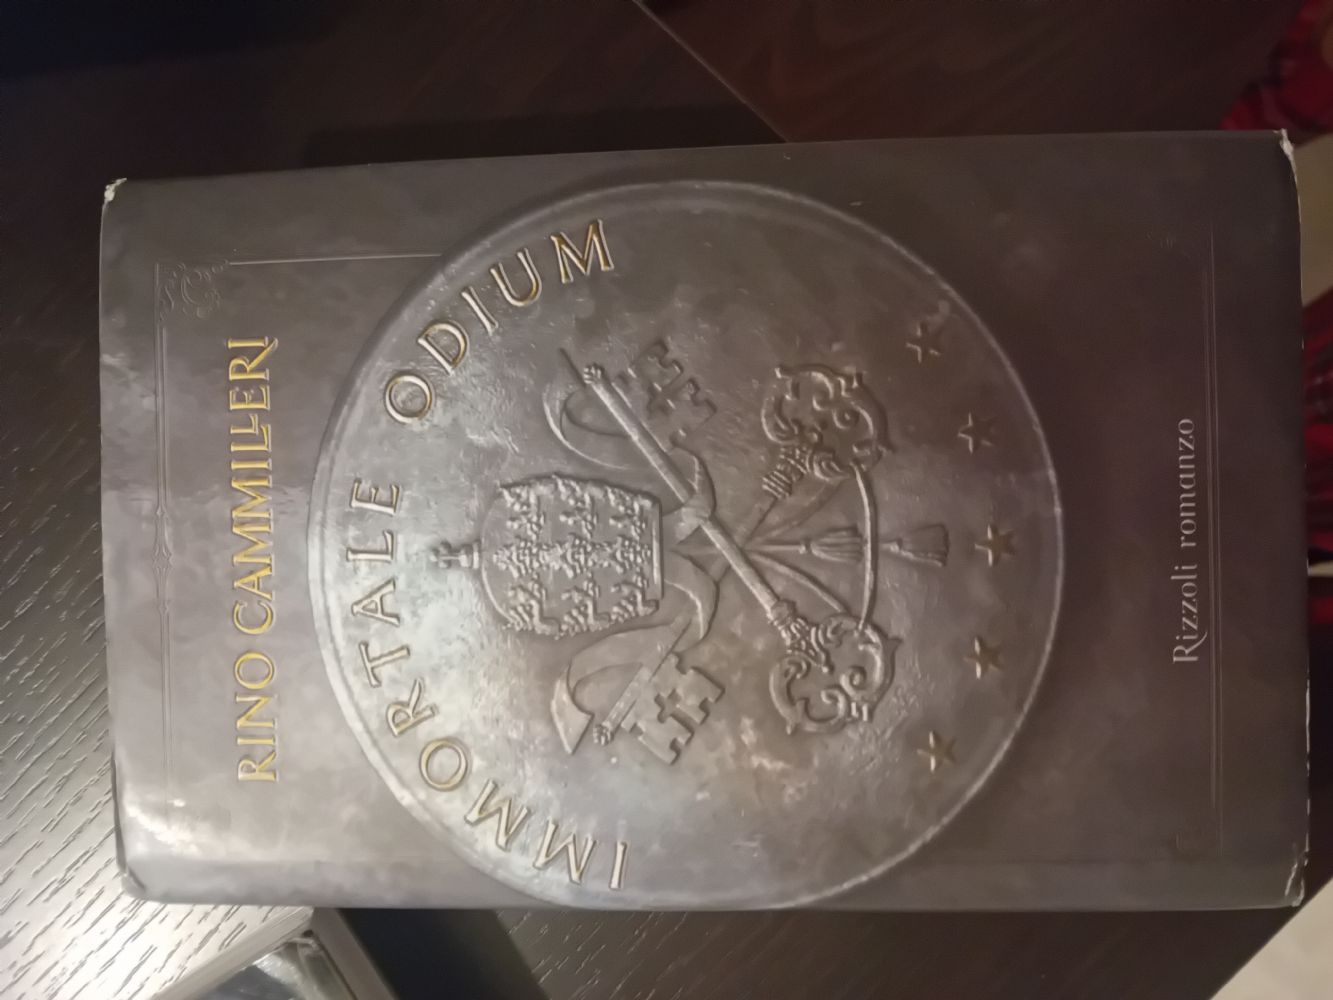 RINO CAMMILLERI
IMMORTALE ODIUM
Rizzoli romanzo